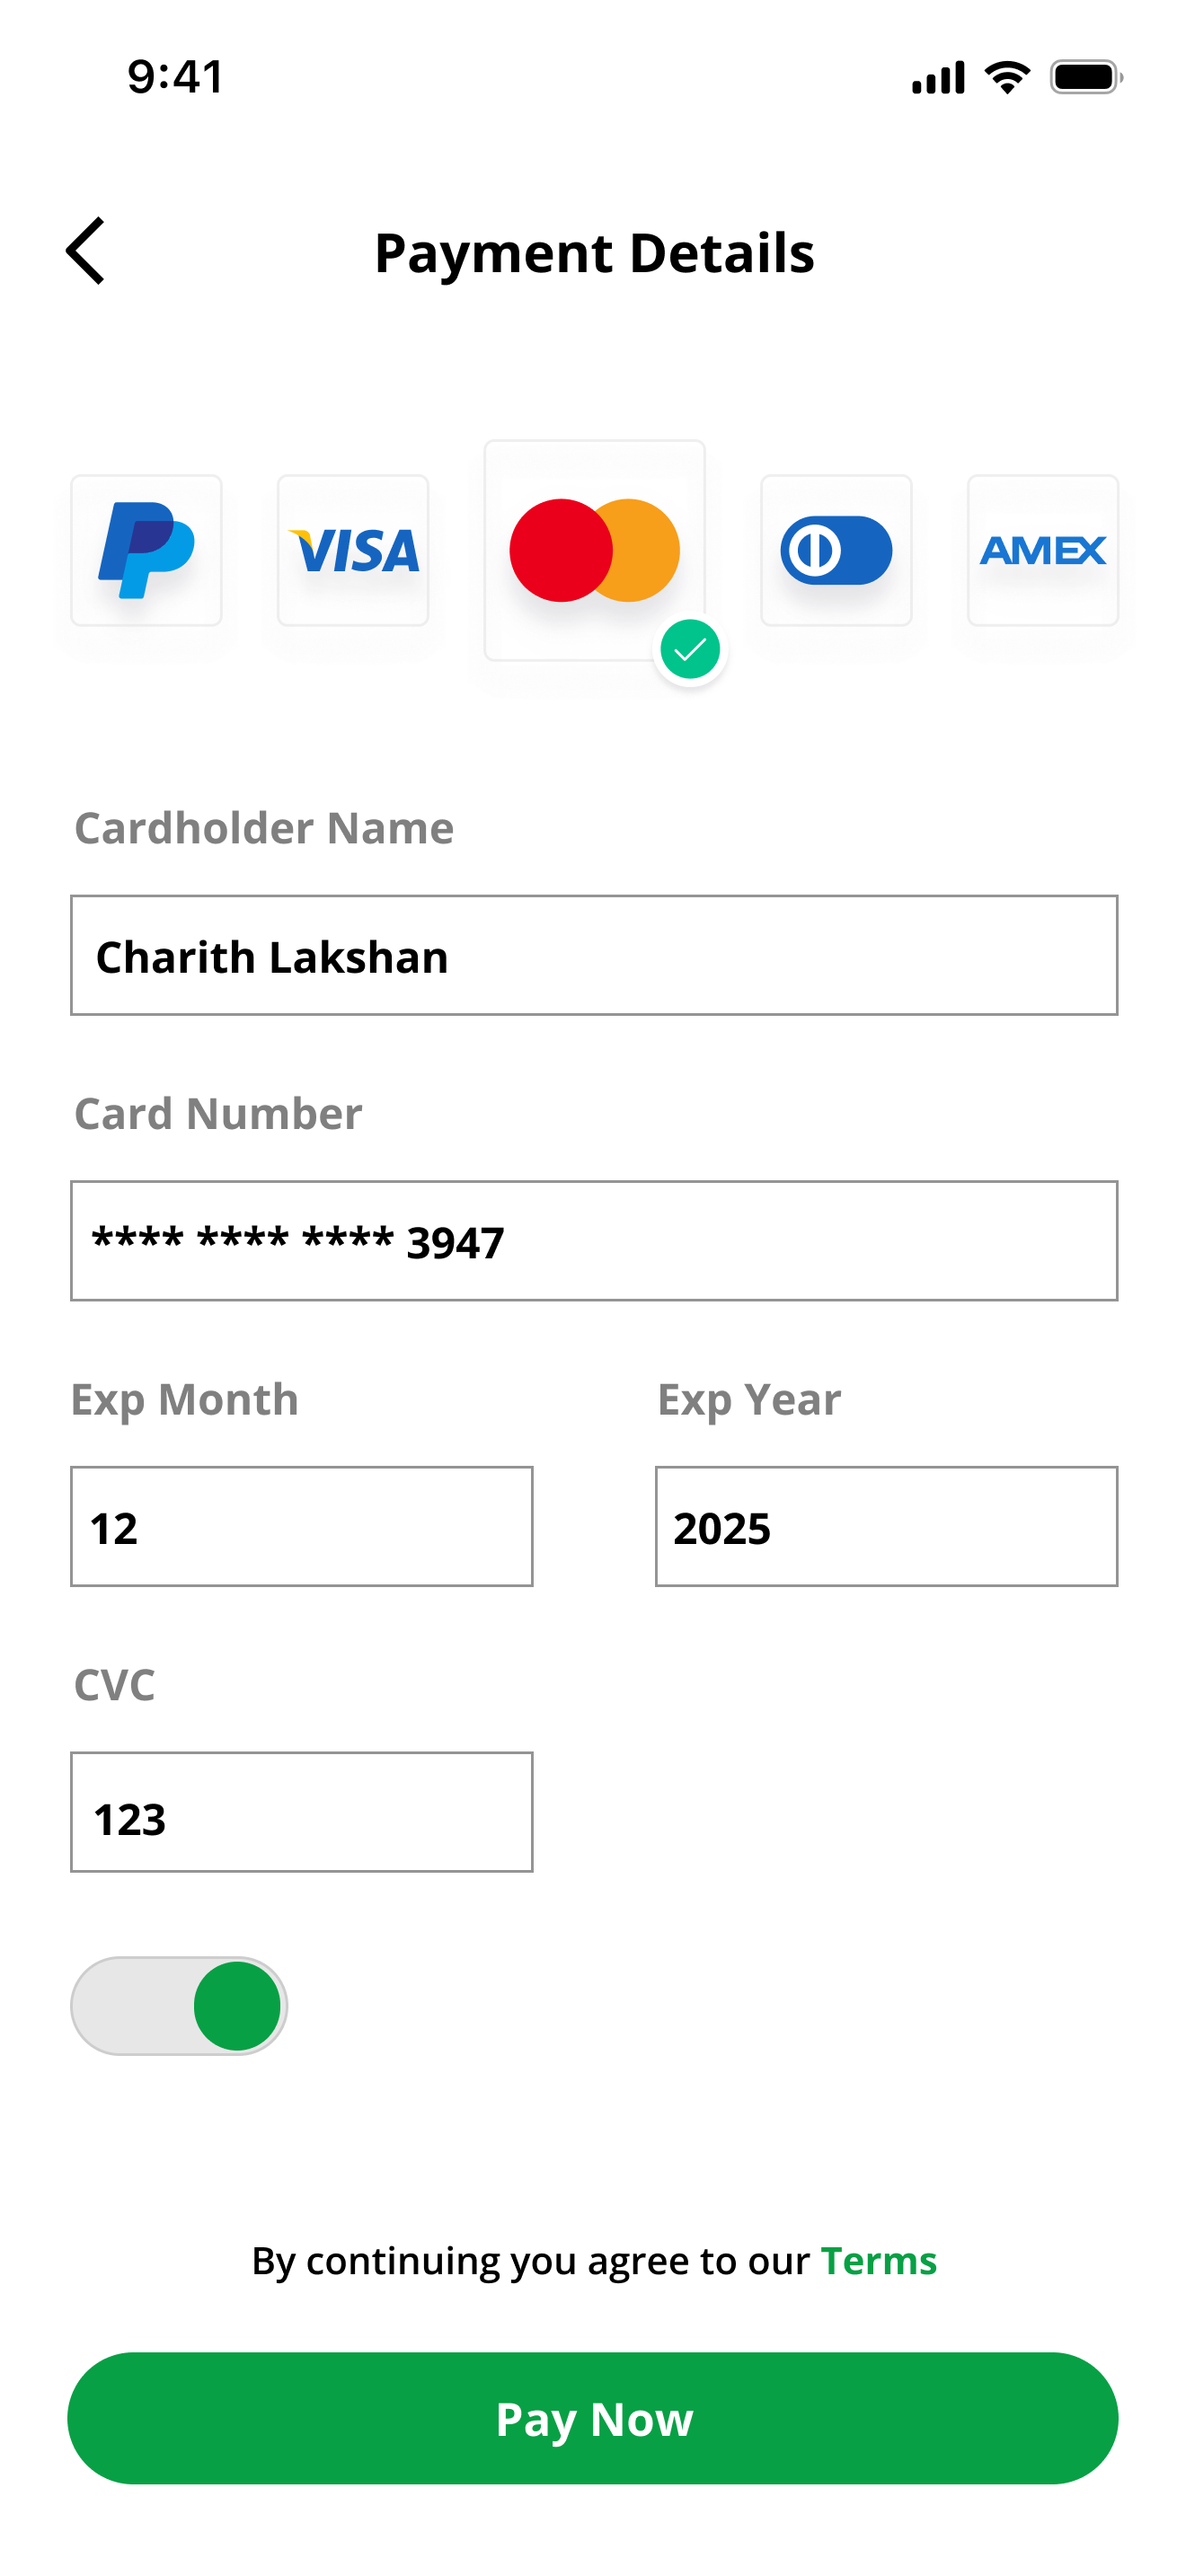 9:41
Payment Details
VISA
AMEX
Cardholder Name
Charith Lakshan
Card Number
**** **** **** 3947
Exp Month Exp Year
12 2025
CVC
123
By continuing you agree to our Terms
Pay Now